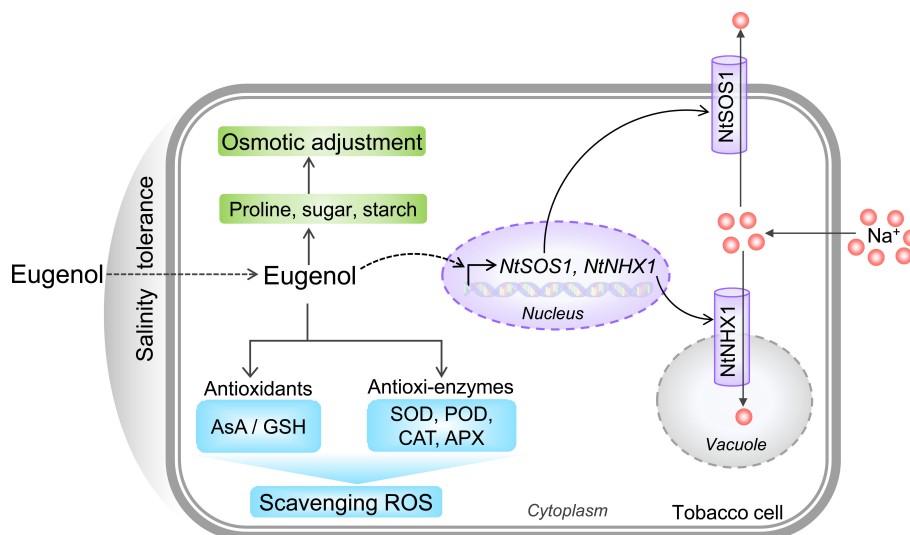 Eugenol
Salinity tolerance
Osmotic adjustment
Proline, sugar, starch
Eugenol
Antioxidants
AsA / GSH
Antioxi-enzymes
SOD, POD,
CAT, APX
Scavenging ROS
NtSOS1, NtNHX1
Nucleus
NtSOS1
Na⁺
NtNHX1
Vacuole
Cytoplasm
Tobacco cell